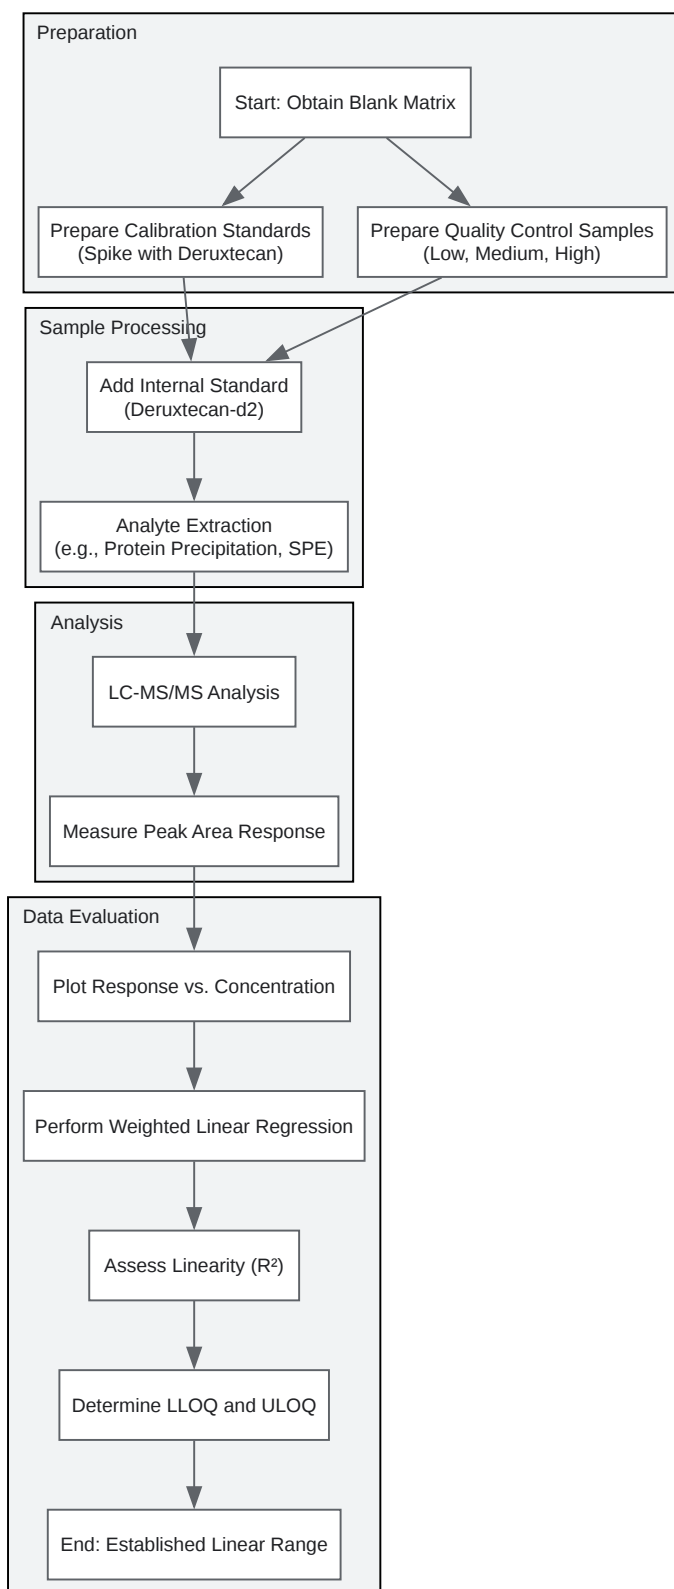 Preparation
Start: Obtain Blank Matrix
Prepare Calibration Standards
(Spike with Deruxtecan)
Prepare Quality Control Samples
(Low, Medium, High)
Sample Processing
Add Internal Standard
(Deruxtecan-d2)
Analyte Extraction
(e.g., Protein Precipitation, SPE)
Analysis
LC-MS/MS Analysis
Measure Peak Area Response
Data Evaluation
Plot Response vs. Concentration
Perform Weighted Linear Regression
Assess Linearity (R²)
Determine LLOQ and ULOQ
End: Established Linear Range